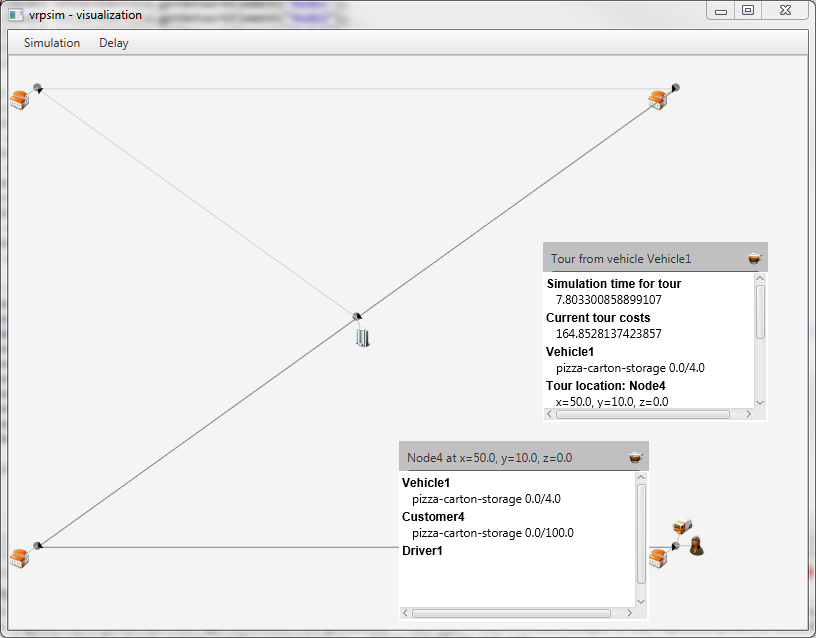 vrpsim - visualization
Simulation Delay
Tour from vehicle Vehicle1
Simulation time for tour
7.803300858899107
Current tour costs
164.8528137423857
Vehicle1
pizza-carton-storage 0.0/4.0
Tour location: Node4
x=50.0, y=10.0, z=0.0
Node4 at x=50.0, y=10.0, z=0.0
Vehicle1
pizza-carton-storage 0.0/4.0
Customer4
pizza-carton-storage 0.0/100.0
Driver1